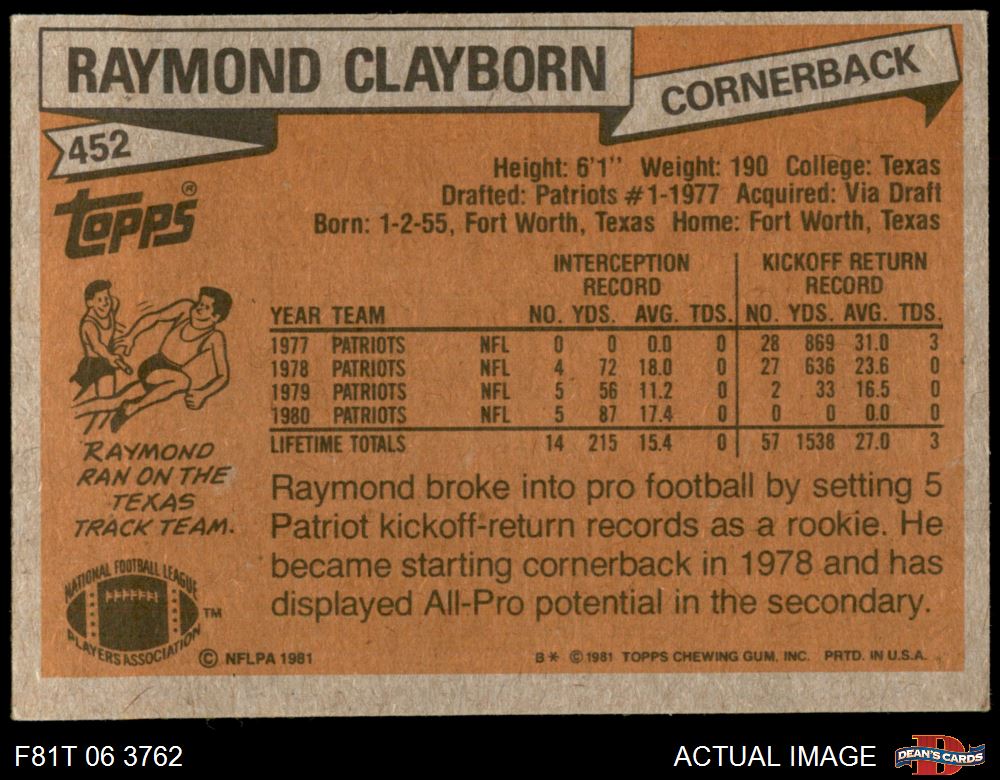 RAYMOND CLAYBORN
CORNERBACK
452
topps®
Height: 6'1'' Weight: 190 College: Texas
Drafted: Patriots #1-1977 Acquired: Via Draft
Born: 1-2-55, Fort Worth, Texas Home: Fort Worth, Texas
INTERCEPTION RECORD KICKOFF RETURN RECORD
YEAR TEAM NO. YDS. AVG. TDS. NO. YDS. AVG. TDS.
1977 PATRIOTS NFL 0 0 0.0 0 28 869 31.0 3
1978 PATRIOTS NFL 4 72 18.0 0 27 636 23.6 0
1979 PATRIOTS NFL 5 56 11.2 0 2 33 16.5 0
1980 PATRIOTS NFL 5 87 17.4 0 0 0 0.0 0
LIFETIME TOTALS 14 215 15.4 0 57 1538 27.0 3
RAYMOND
RAN ON THE
TEXAS
TRACK TEAM.
Raymond broke into pro football by setting 5
Patriot kickoff-return records as a rookie. He
became starting cornerback in 1978 and has
displayed All-Pro potential in the secondary.
NATIONAL FOOTBALL LEAGUE
PLAYERS ASSOCIATION
TM
© NFLPA 1981
B* © 1981 TOPPS CHEWING GUM, INC. PRTD. IN U.S.A.
F81T 06 3762
ACTUAL IMAGE
DEAN'S CARDS